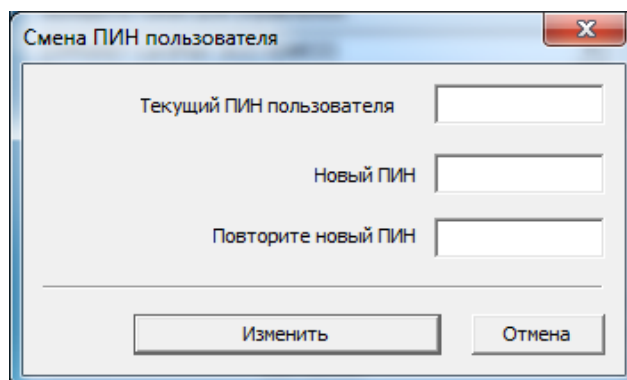 Смена ПИН пользователя
Текущий ПИН пользователя
Новый ПИН
Повторите новый ПИН
Изменить
Отмена